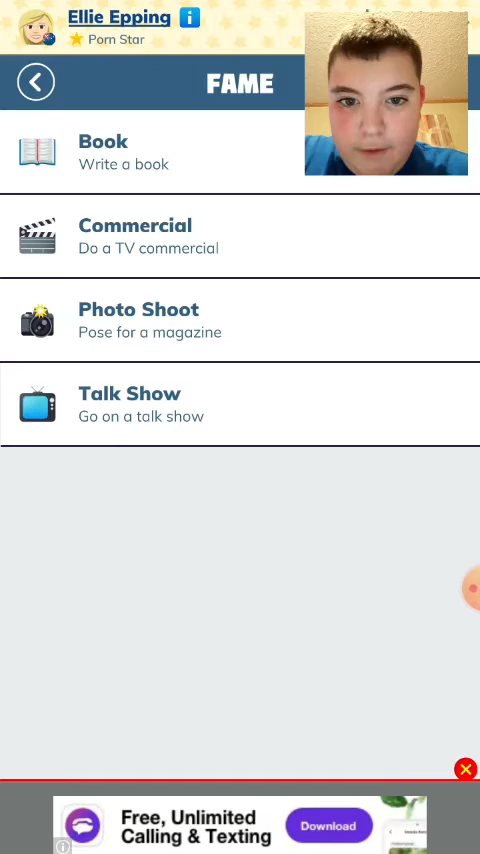 Ellie Epping i
Porn Star
FAME
Book
Write a book
Commercial
Do a TV commercial
Photo Shoot
Pose for a magazine
Talk Show
Go on a talk show
Free, Unlimited
Calling & Texting
Download